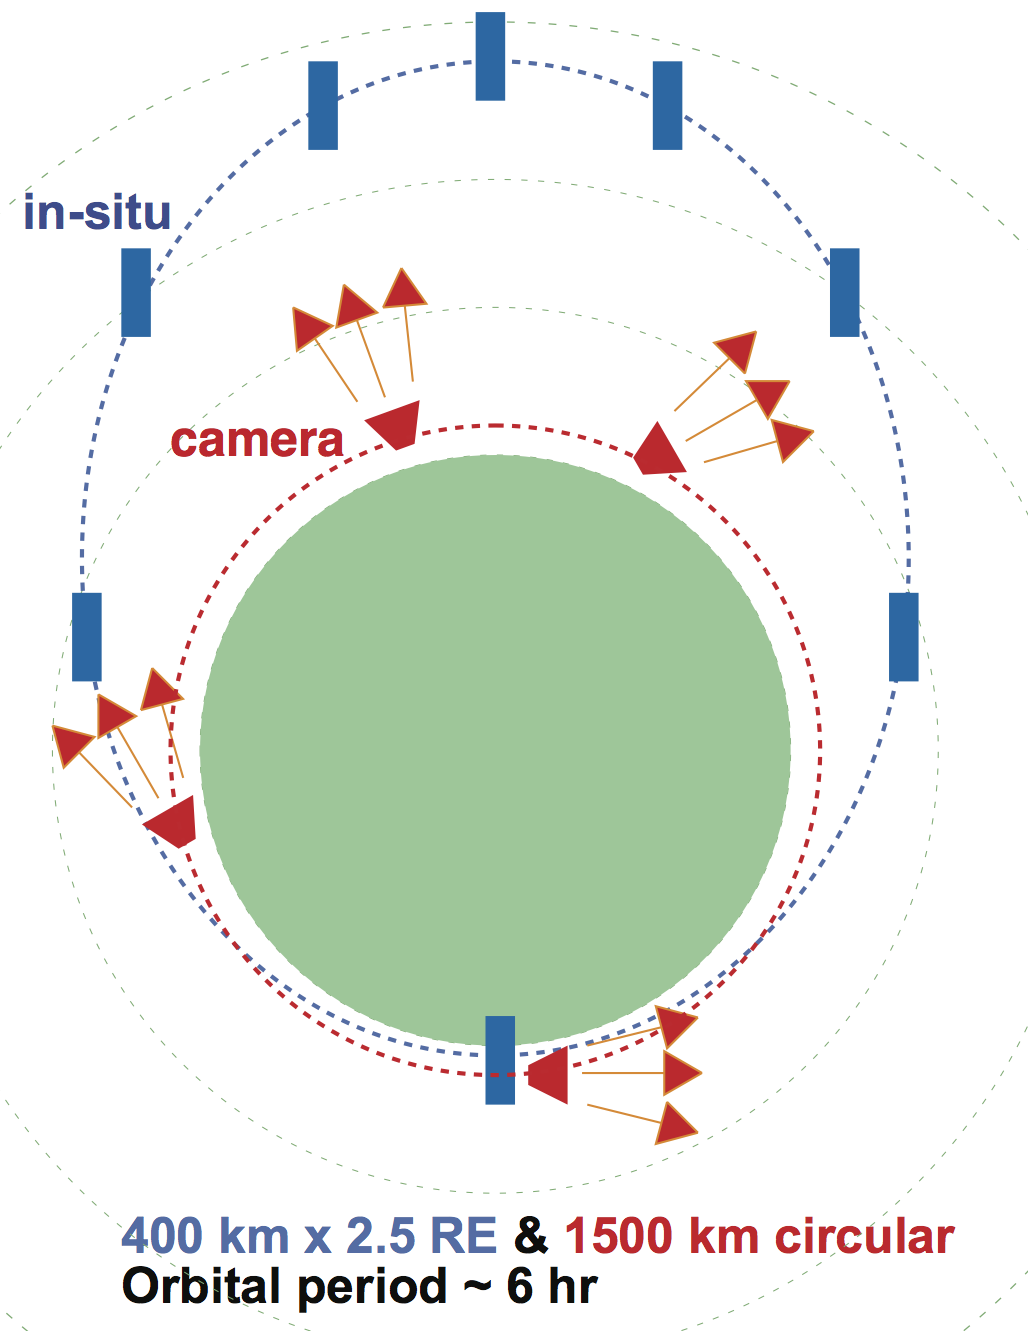 in-situ
camera
400 km x 2.5 RE & 1500 km circular
Orbital period ~ 6 hr